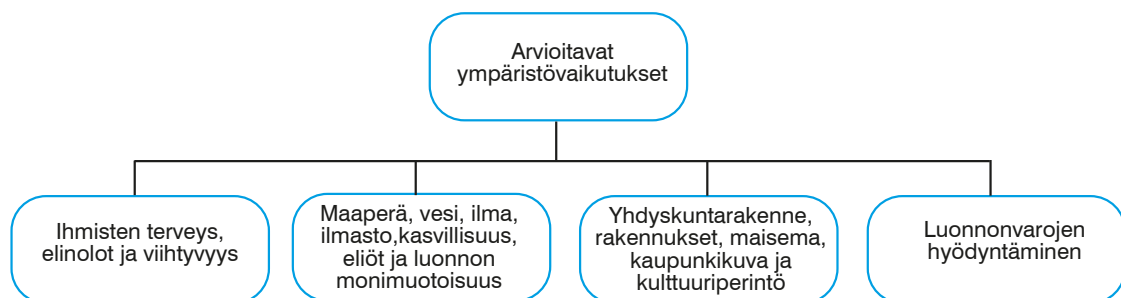 Arvioitavat
ympäristövaikutukset
Ihmisten terveys,
elinolot ja viihtyvyys
Maaperä, vesi, ilma,
ilmasto,kasvillisuus,
eliöt ja luonnon
monimuotoisuus
Yhdyskuntarakenne,
rakennukset, maisema,
kaupunkikuva ja
kulttuuriperintö
Luonnonvarojen
hyödyntäminen